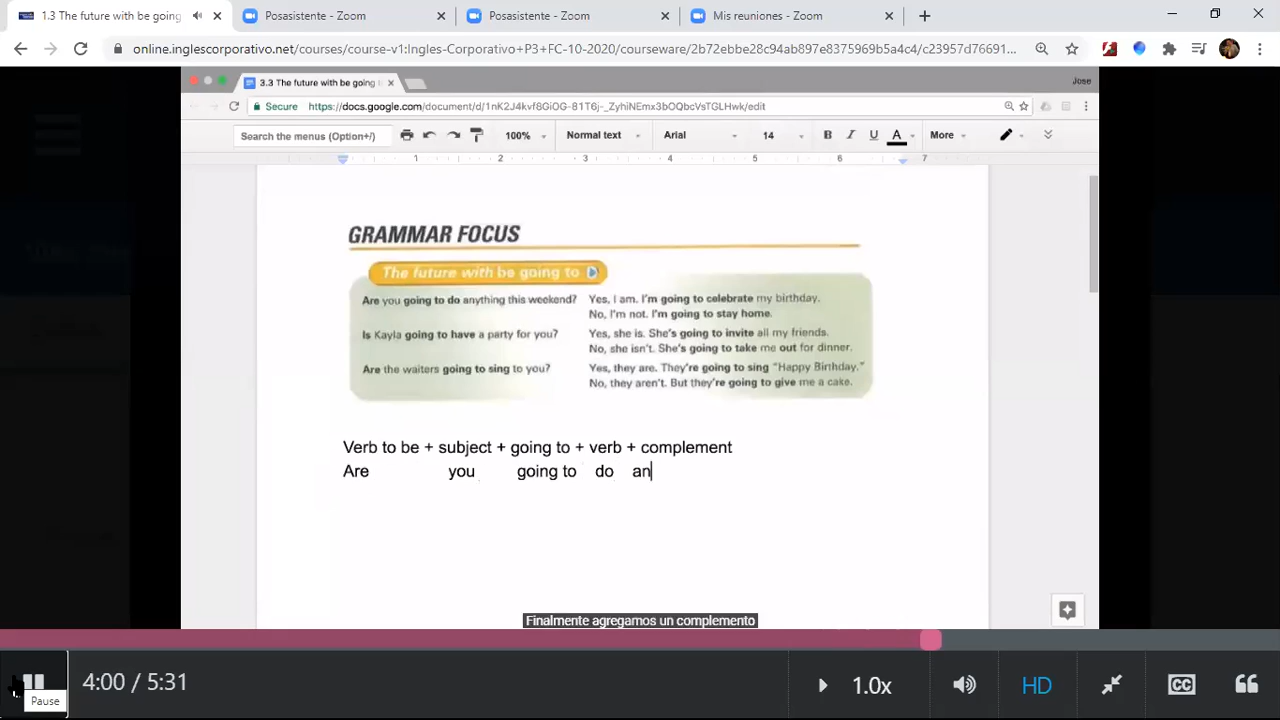 1.3 The future with be going
Posasistente - Zoom
Posasistente - Zoom
Mis reuniones - Zoom
online.inglescorporativo.net/courses/course-v1:Ingles-Corporativo+P3+FC-10-2020/courseware/2b72ebbe28c94ab897e8375969b5a4c4/c23957d76691...
3.3 The future with be going t
Jose
Secure https://docs.google.com/document/d/1nK2J4kvf8GiOG-81T6j-_ZyhiNEmx3bOQbcVsTGLHwk/edit
Search the menus (Option+/) 100% Normal text Arial 14 B I U A More
1 2 3 4 5 6 7
GRAMMAR FOCUS
The future with be going to
Are you going to do anything this weekend? Yes, I am. I'm going to celebrate my birthday.
No, I'm not. I'm going to stay home.
Is Kayla going to have a party for you? Yes, she is. She's going to invite all my friends.
No, she isn't. She's going to take me out for dinner.
Are the waiters going to sing to you? Yes, they are. They're going to sing "Happy Birthday."
No, they aren't. But they're going to give me a cake.
Verb to be + subject + going to + verb + complement
Are you going to do an
Finalmente agregamos un complemento
4:00 / 5:31 1.0x HD CC
Pause